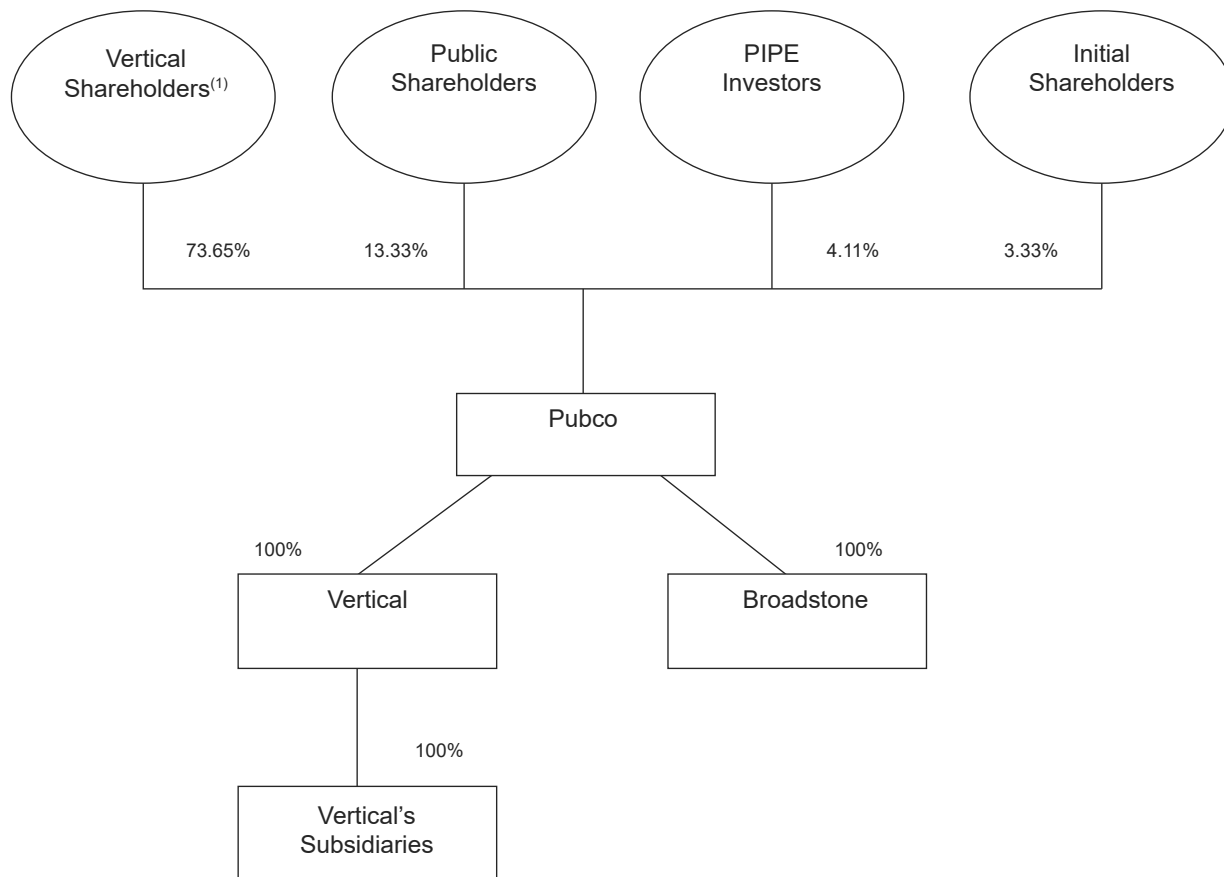 Vertical
Shareholders(1)
Public
Shareholders
PIPE
Investors
Initial
Shareholders
73.65%
13.33%
4.11%
3.33%
Pubco
100%
100%
Vertical
Broadstone
100%
Vertical’s
Subsidiaries